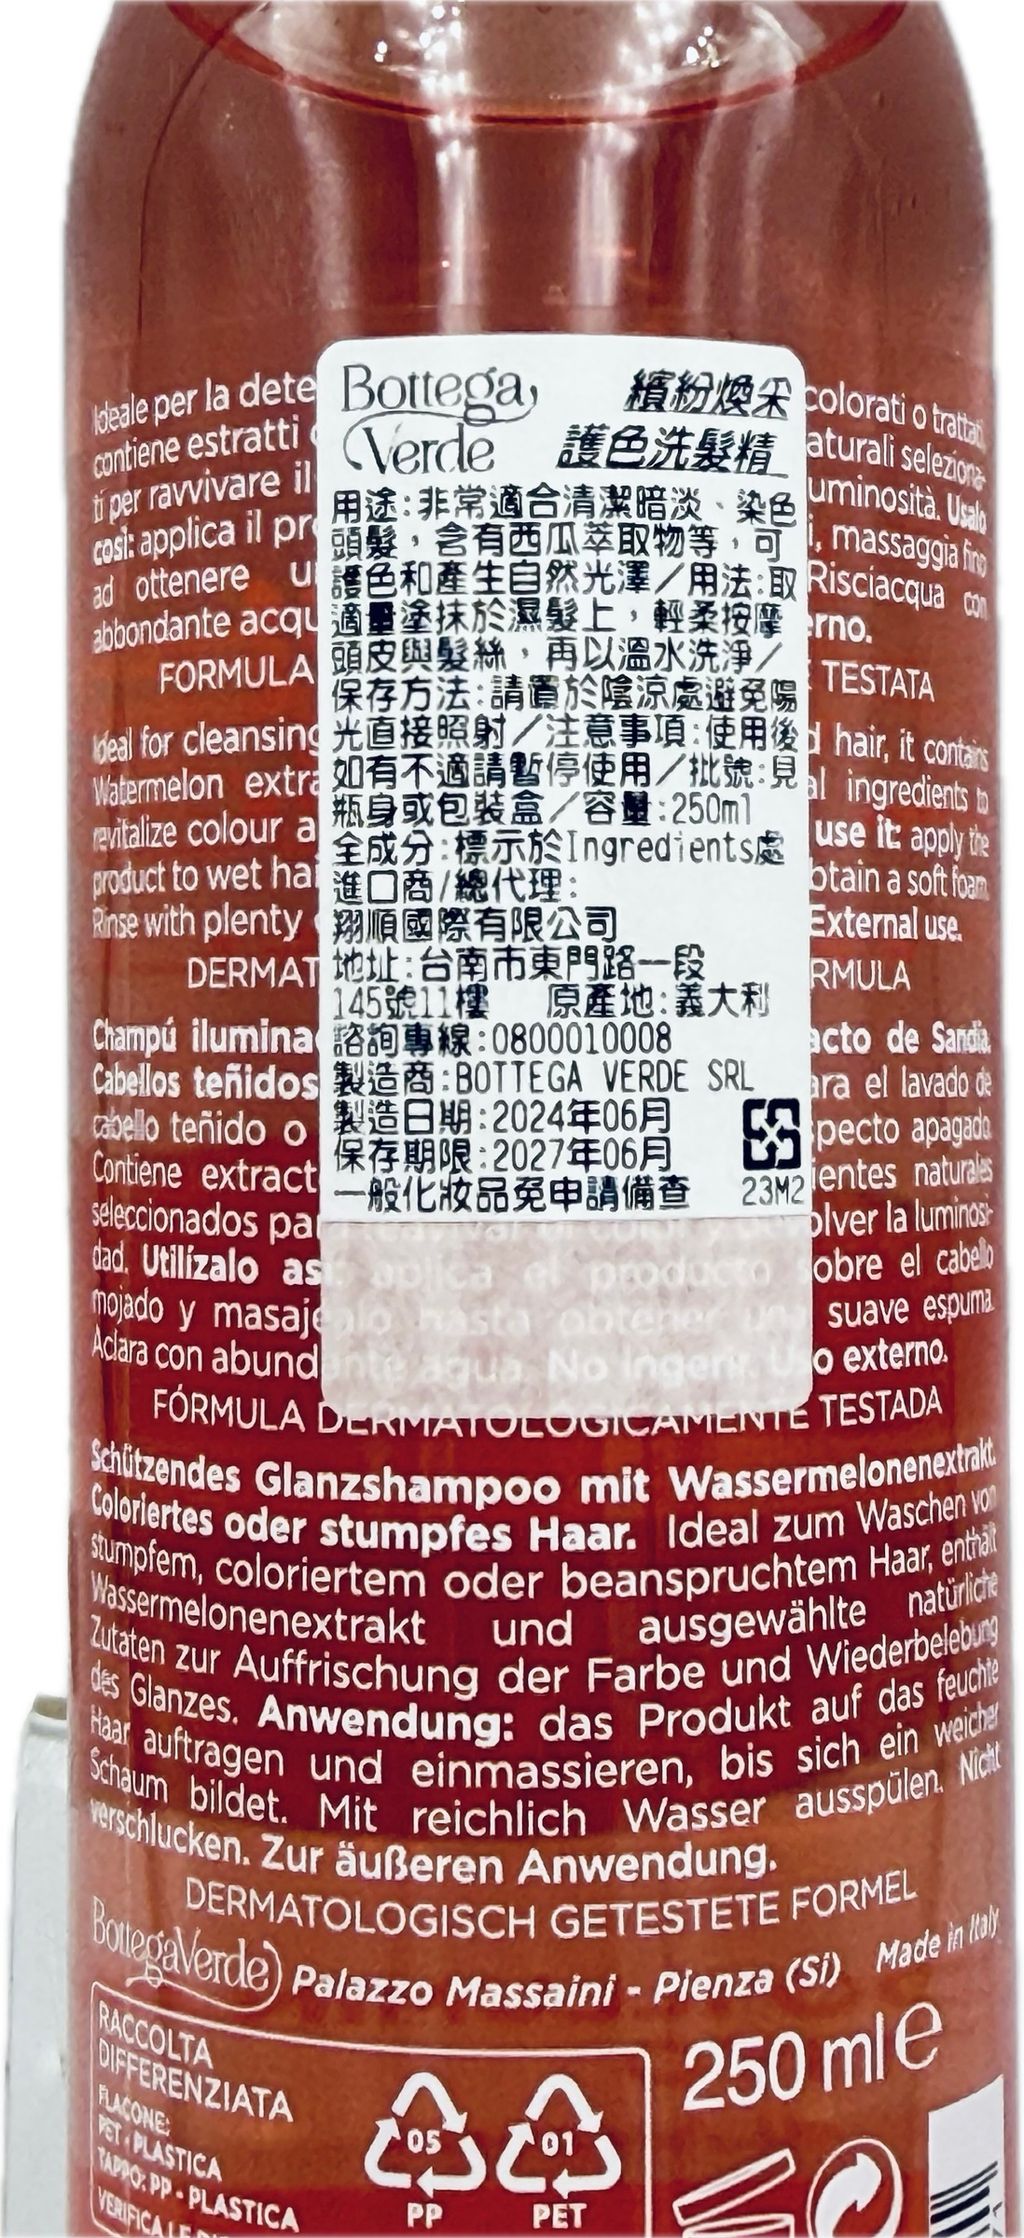 Ideale per la dete
colorati o trattati,
contiene estratti
aturali seleziona-
ti per ravvivare il
uminosità. Usalo
così: applica il pro
i, massaggia fino
ad ottenere u
Risciacqua con
abbondante acqu
erno.
FORMULA
TESTATA
Ideal for cleansing
d hair, it contains
Watermelon extra
al ingredients to
revitalize colour a
use it: apply the
product to wet hai
btain a soft foam.
Rinse with plenty
External use.
DERMAT
RMULA
Champú ilumina
acto de Sandía.
Cabellos teñidos
ara el lavado de
cabello teñido o
specto apagado.
Contiene extract
ientes naturales
seleccionados pa
olver la luminosi-
dad. Utilízalo así: aplica el producto sobre el cabello
mojado y masajéalo hasta obtener una suave espuma.
Aclara con abundante agua. No ingerir. Uso externo.
FÓRMULA DERMATOLÓGICAMENTE TESTADA
Bottega Verde
繽紛煥采
護色洗髮精
用途:非常適合清潔暗淡、染色
頭髮，含有西瓜萃取物等，可
護色和產生自然光澤／用法:取
適量塗抹於濕髮上，輕柔按摩
頭皮與髮絲，再以溫水洗淨／
保存方法:請置於陰涼處避免陽
光直接照射／注意事項:使用後
如有不適請暫停使用／批號:見
瓶身或包裝盒／容量:250ml
全成分:標示於Ingredients處
進口商/總代理:
翔順國際有限公司
地址:台南市東門路一段
145號11樓 原產地:義大利
諮詢專線:0800010008
製造商:BOTTEGA VERDE SRL
製造日期:2024年06月
保存期限:2027年06月
一般化妝品免申請備查 23M2
Schützendes Glanzshampoo mit Wassermelonenextrakt.
Coloriertes oder stumpfes Haar. Ideal zum Waschen von
stumpfem, coloriertem oder beanspruchtem Haar, enthält
Wassermelonenextrakt und ausgewählte natürliche
Zutaten zur Auffrischung der Farbe und Wiederbelebung
des Glanzes. Anwendung: das Produkt auf das feuchte
Haar auftragen und einmassieren, bis sich ein weicher
Schaum bildet. Mit reichlich Wasser ausspülen. Nicht
verschlucken. Zur äußeren Anwendung.
DERMATOLOGISCH GETESTETE FORMEL
BottegaVerde Palazzo Massaini - Pienza (Si) Made in Italy
RACCOLTA
DIFFERENZIATA
FLACONE:
PET - PLASTICA
TAPPO: PP - PLASTICA
05
PP
01
PET
250 ml e